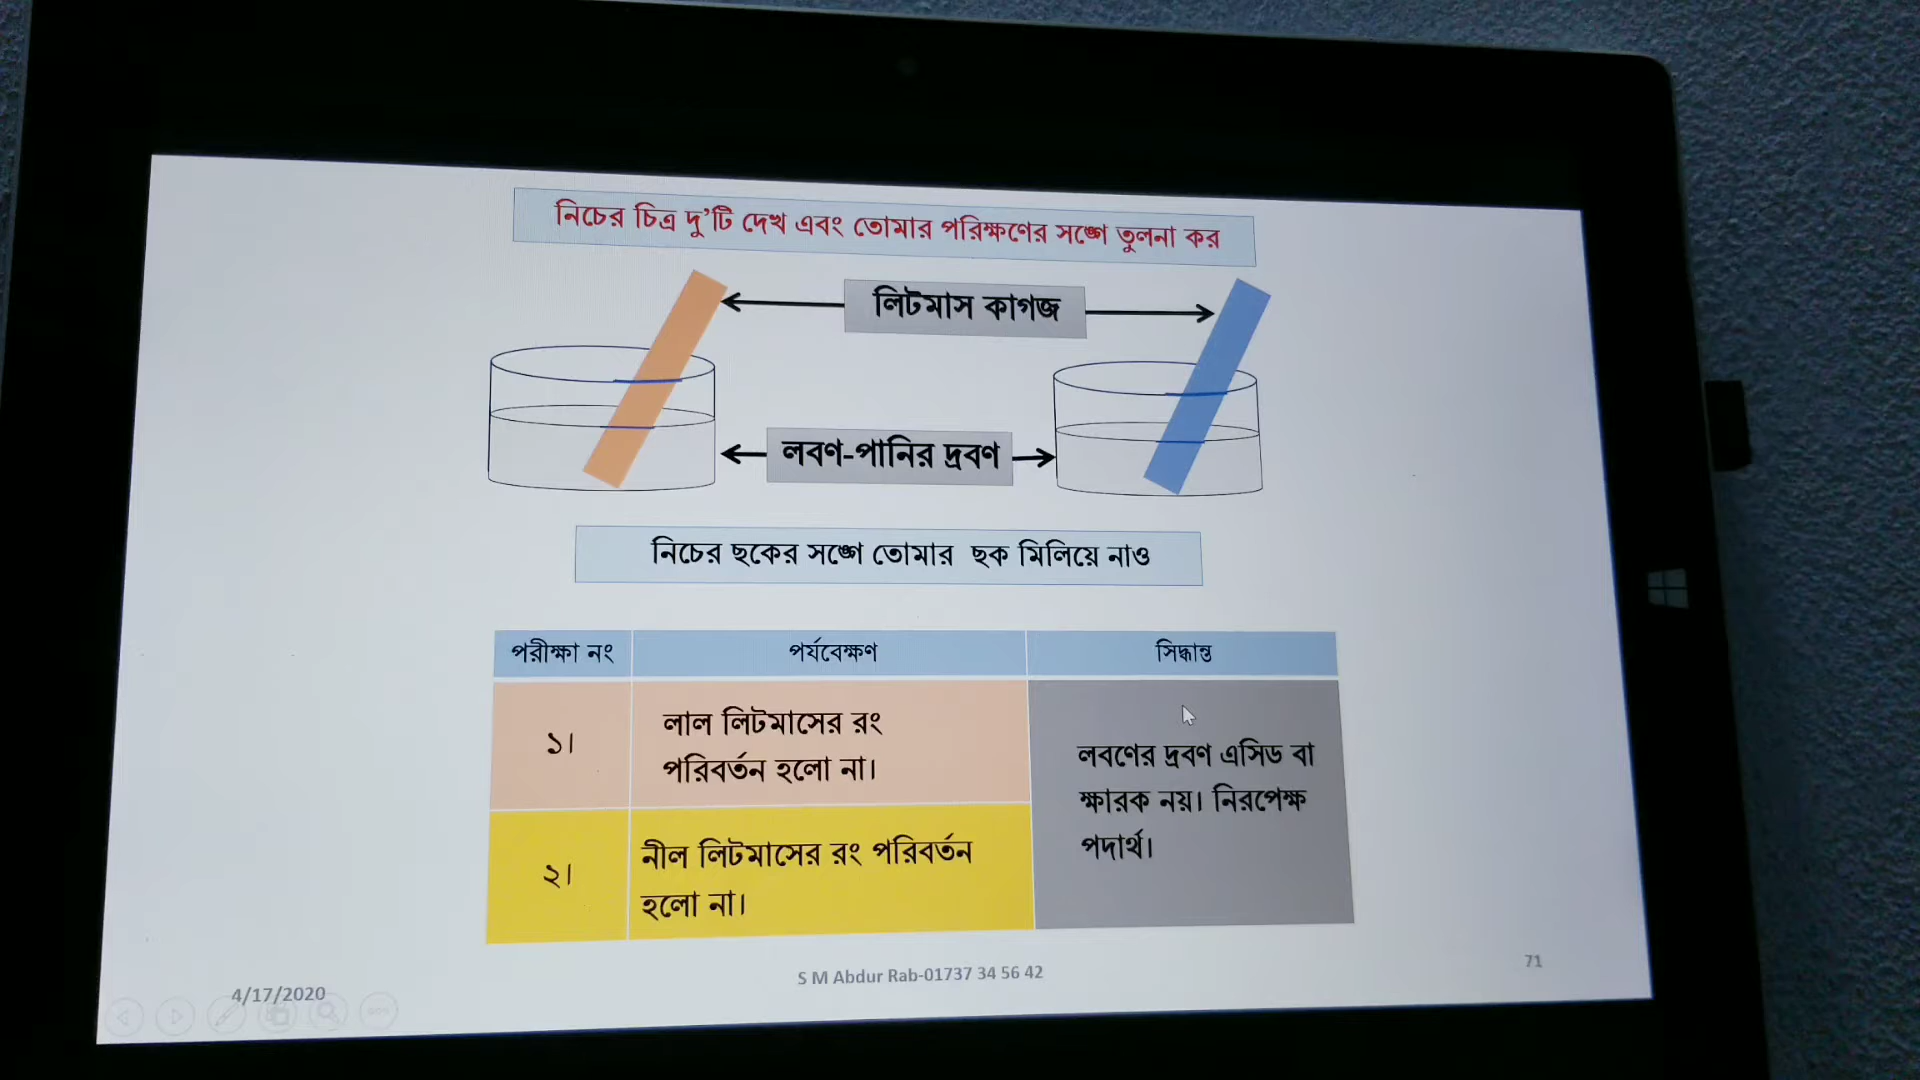 নিচের চিত্র দু’টি দেখ এবং তোমার পরিক্ষণের সঙ্গে তুলনা কর
লিটমাস কাগজ
লবণ-পানির দ্রবণ
নিচের ছকের সঙ্গে তোমার ছক মিলিয়ে নাও
পরীক্ষা নং পর্যবেক্ষণ সিদ্ধান্ত
১। লাল লিটমাসের রং
পরিবর্তন হলো না।
২। নীল লিটমাসের রং পরিবর্তন
হলো না।
লবণের দ্রবণ এসিড বা
ক্ষারক নয়। নিরপেক্ষ
পদার্থ।
4/17/2020
S M Abdur Rab-01737 34 56 42
71